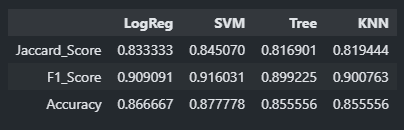 LogReg SVM Tree KNN
Jaccard_Score 0.833333 0.845070 0.816901 0.819444
F1_Score 0.909091 0.916031 0.899225 0.900763
Accuracy 0.866667 0.877778 0.855556 0.855556